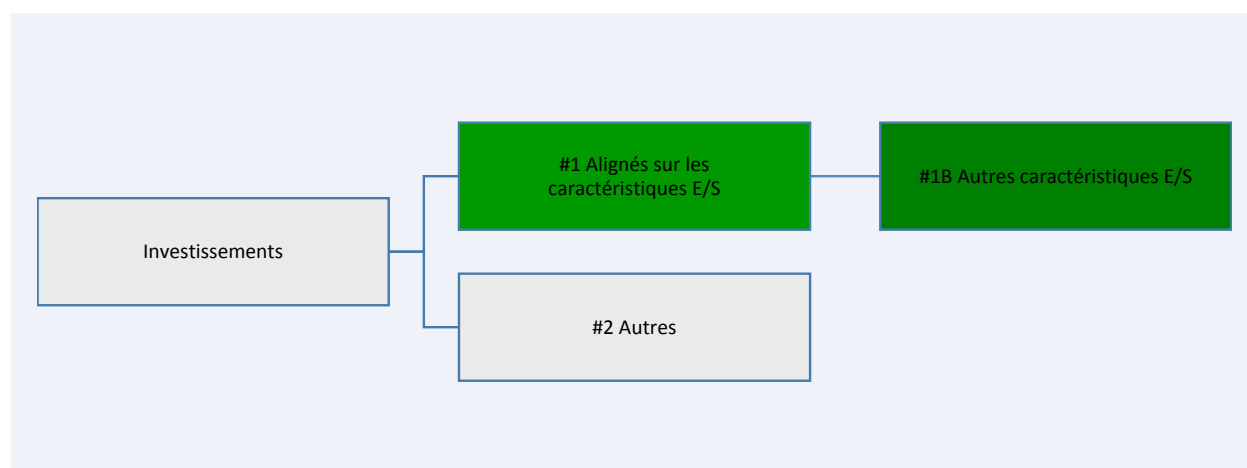 #1 Alignés sur les
caractéristiques E/S
#1B Autres caractéristiques E/S
Investissements
#2 Autres